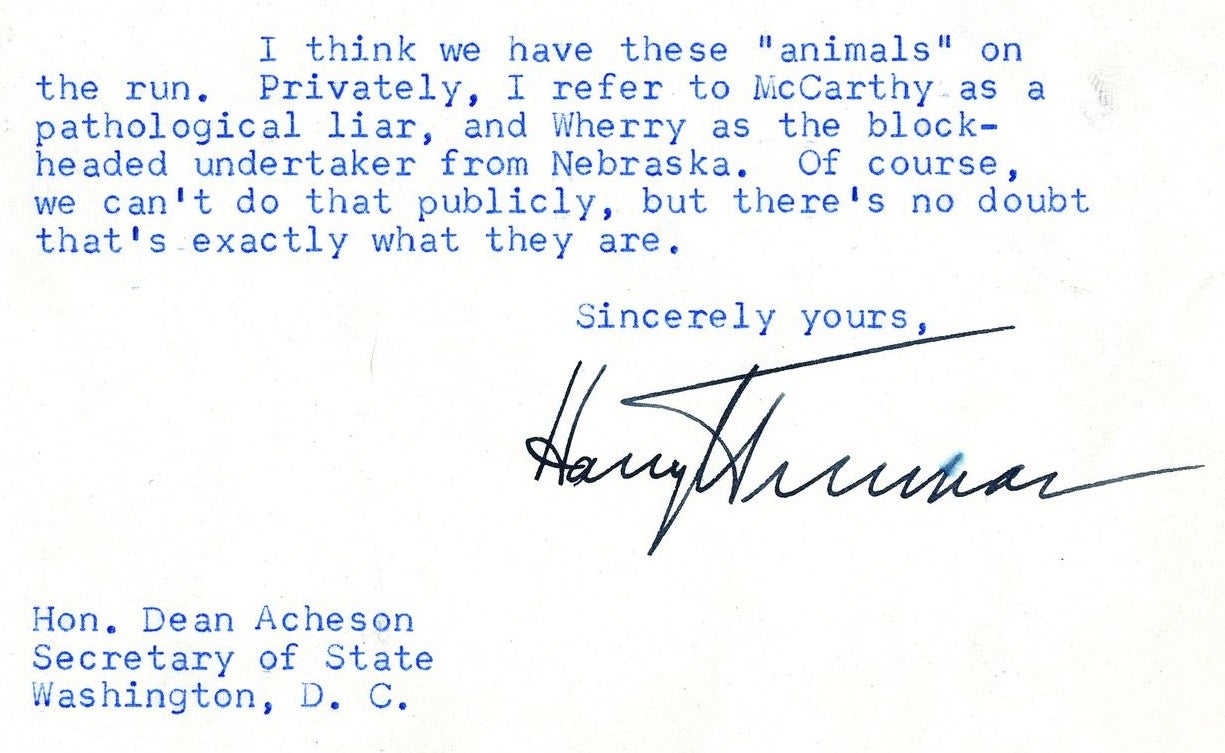 I think we have these "animals" on
the run. Privately, I refer to McCarthy as a
pathological liar, and Wherry as the block-
headed undertaker from Nebraska. Of course,
we can't do that publicly, but there's no doubt
that's exactly what they are.
Sincerely yours,
Harry Truman
Hon. Dean Acheson
Secretary of State
Washington, D. C.